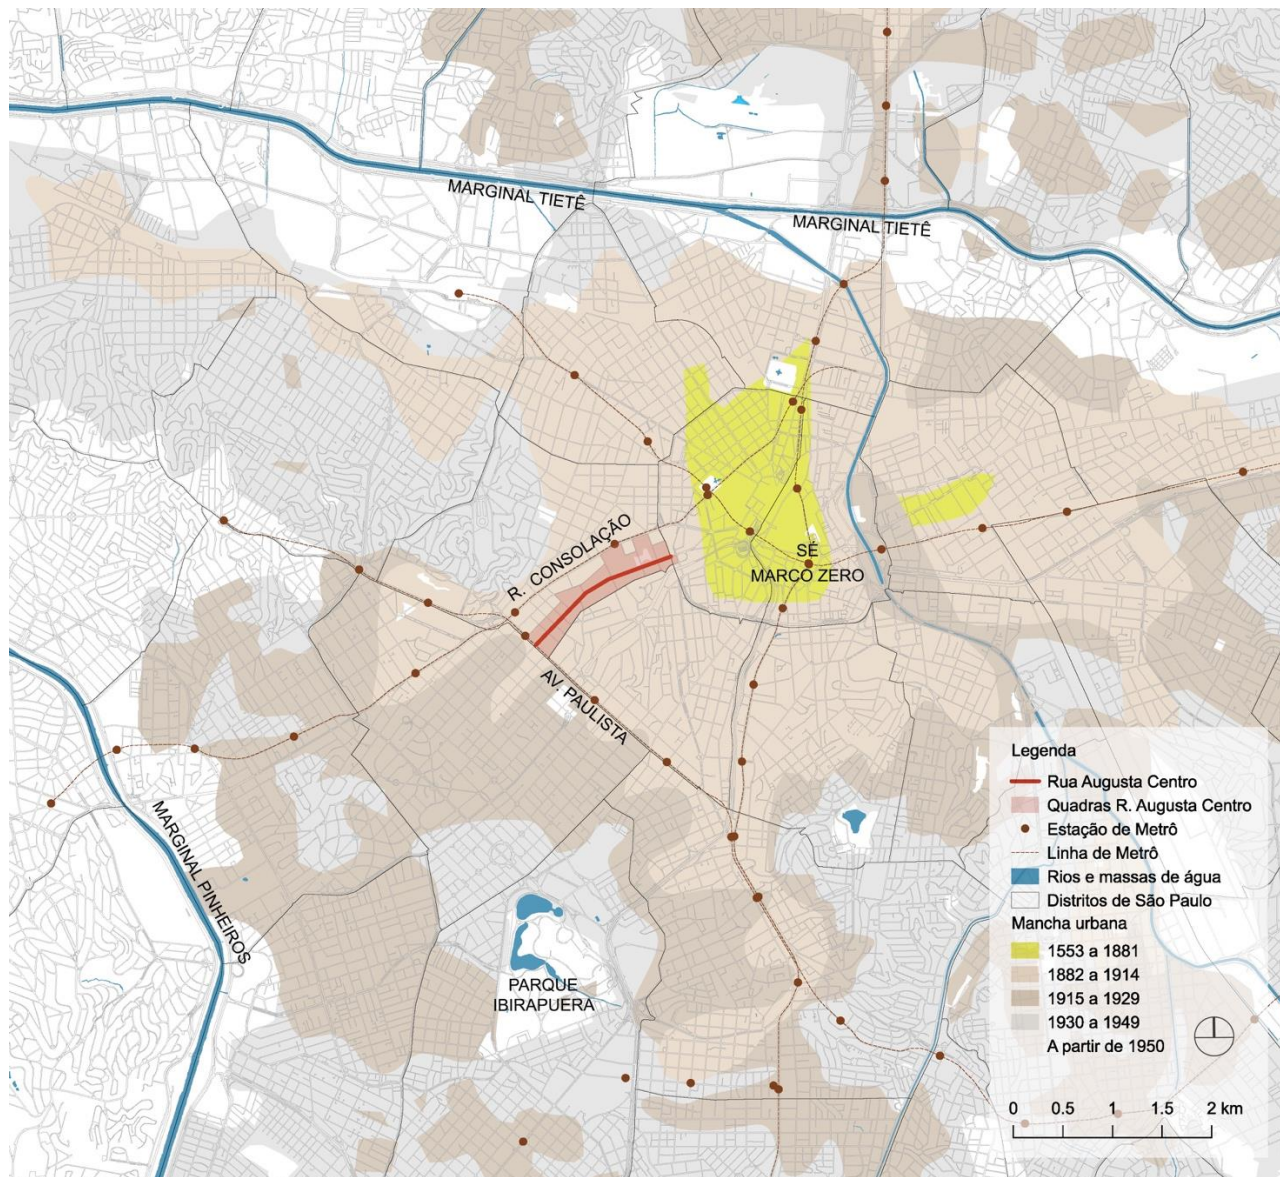 MARGINAL TIETÊ
MARGINAL TIETÊ
R. CONSOLAÇÃO
SÉ
MARCO ZERO
AV. PAULISTA
MARGINAL PINHEIROS
PARQUE
IBIRAPUERA
Legenda
Rua Augusta Centro
Quadras R. Augusta Centro
Estação de Metrô
Linha de Metrô
Rios e massas de água
Distritos de São Paulo
Mancha urbana
1553 a 1881
1882 a 1914
1915 a 1929
1930 a 1949
A partir de 1950
0 0.5 1 1.5 2 km